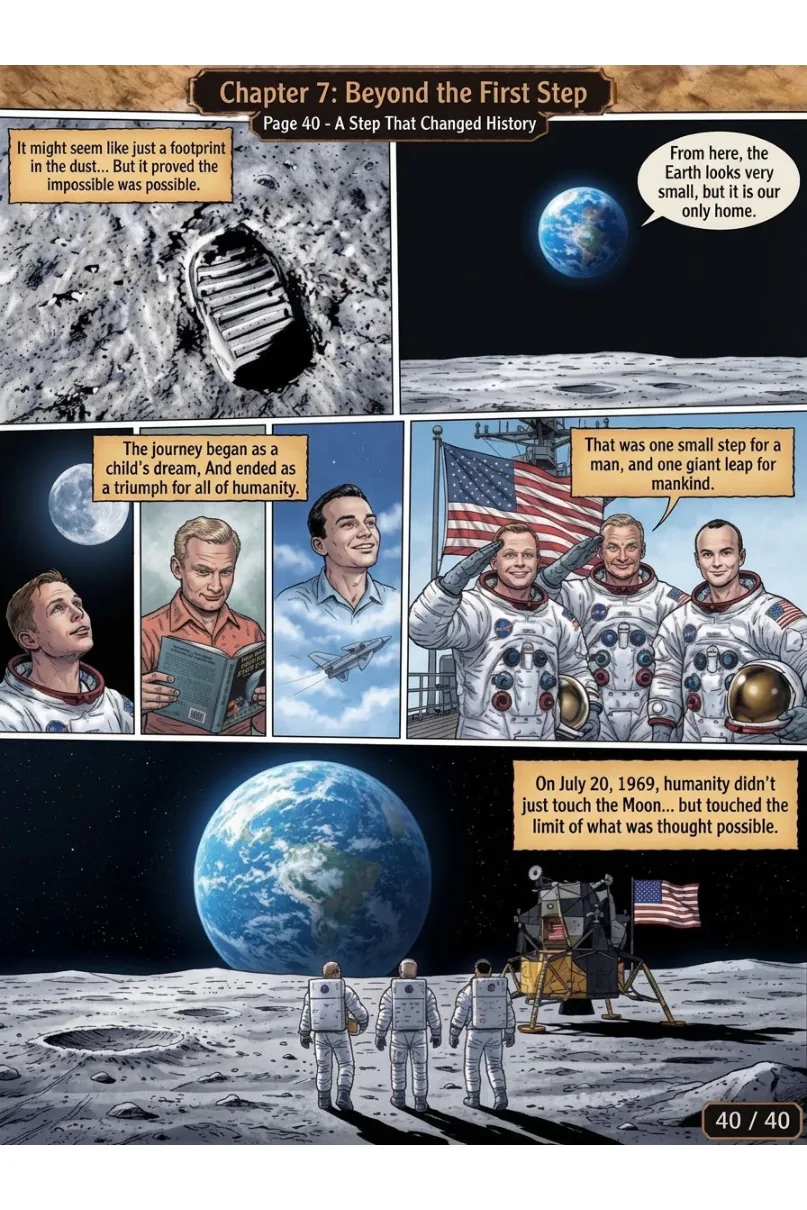 Chapter 7: Beyond the First Step
Page 40 - A Step That Changed History
It might seem like just a footprint
in the dust... But it proved the
impossible was possible.
From here, the
Earth looks very
small, but it is our
only home.
The journey began as a
child's dream, And ended as
a triumph for all of humanity.
That was one small step for a
man, and one giant leap for
mankind.
On July 20, 1969, humanity didn't
just touch the Moon... but touched the
limit of what was thought possible.
40 / 40